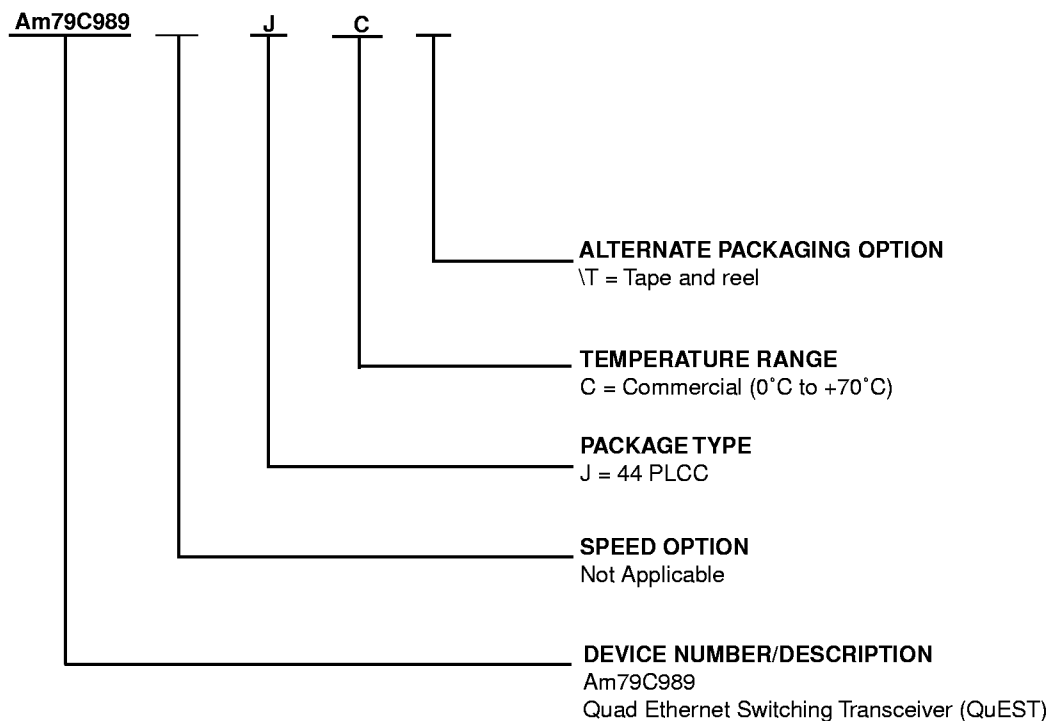 Am79C989 J C
ALTERNATE PACKAGING OPTION
\T = Tape and reel
TEMPERATURE RANGE
C = Commercial (0˚C to +70˚C)
PACKAGE TYPE
J = 44 PLCC
SPEED OPTION
Not Applicable
DEVICE NUMBER/DESCRIPTION
Am79C989
Quad Ethernet Switching Transceiver (QuEST)